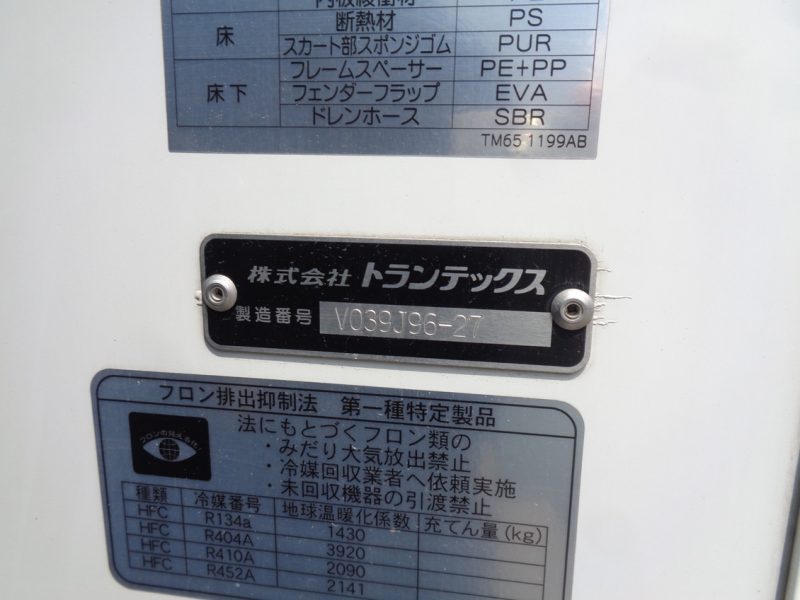 床 断熱材 PS
スカート部スポンジゴム PUR
床下 フレームスペーサー PE+PP
フェンダーフラップ EVA
ドレンホース SBR
TM65 1199AB
株式会社 トランテックス
製造番号 V039J96-27
フロン排出抑制法 第一種特定製品
フロンの見える化!
法にもとづくフロン類の
・みだり大気放出禁止
・冷媒回収業者へ依頼実施
・未回収機器の引渡禁止
種類 冷媒番号 地球温暖化係数 充てん量(kg)
HFC R134a 1430
HFC R404A 3920
HFC R410A 2090
HFC R452A 2141